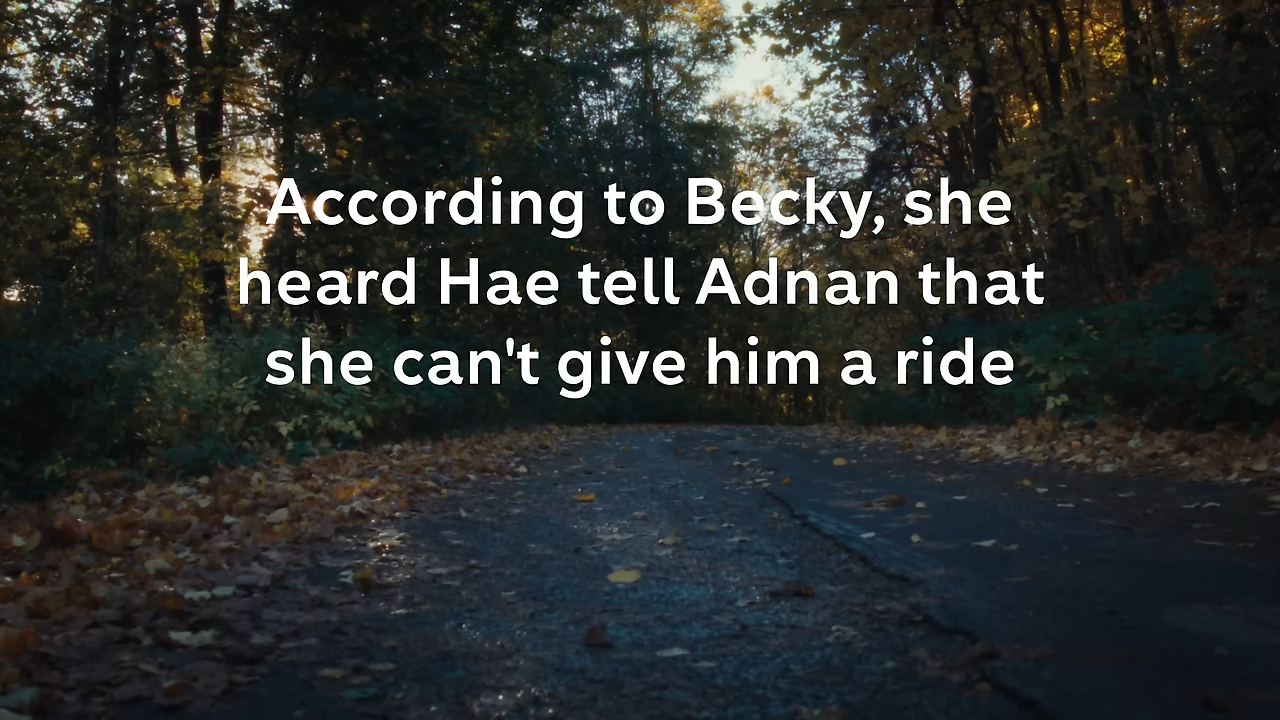 According to Becky, she
heard Hae tell Adnan that
she can't give him a ride